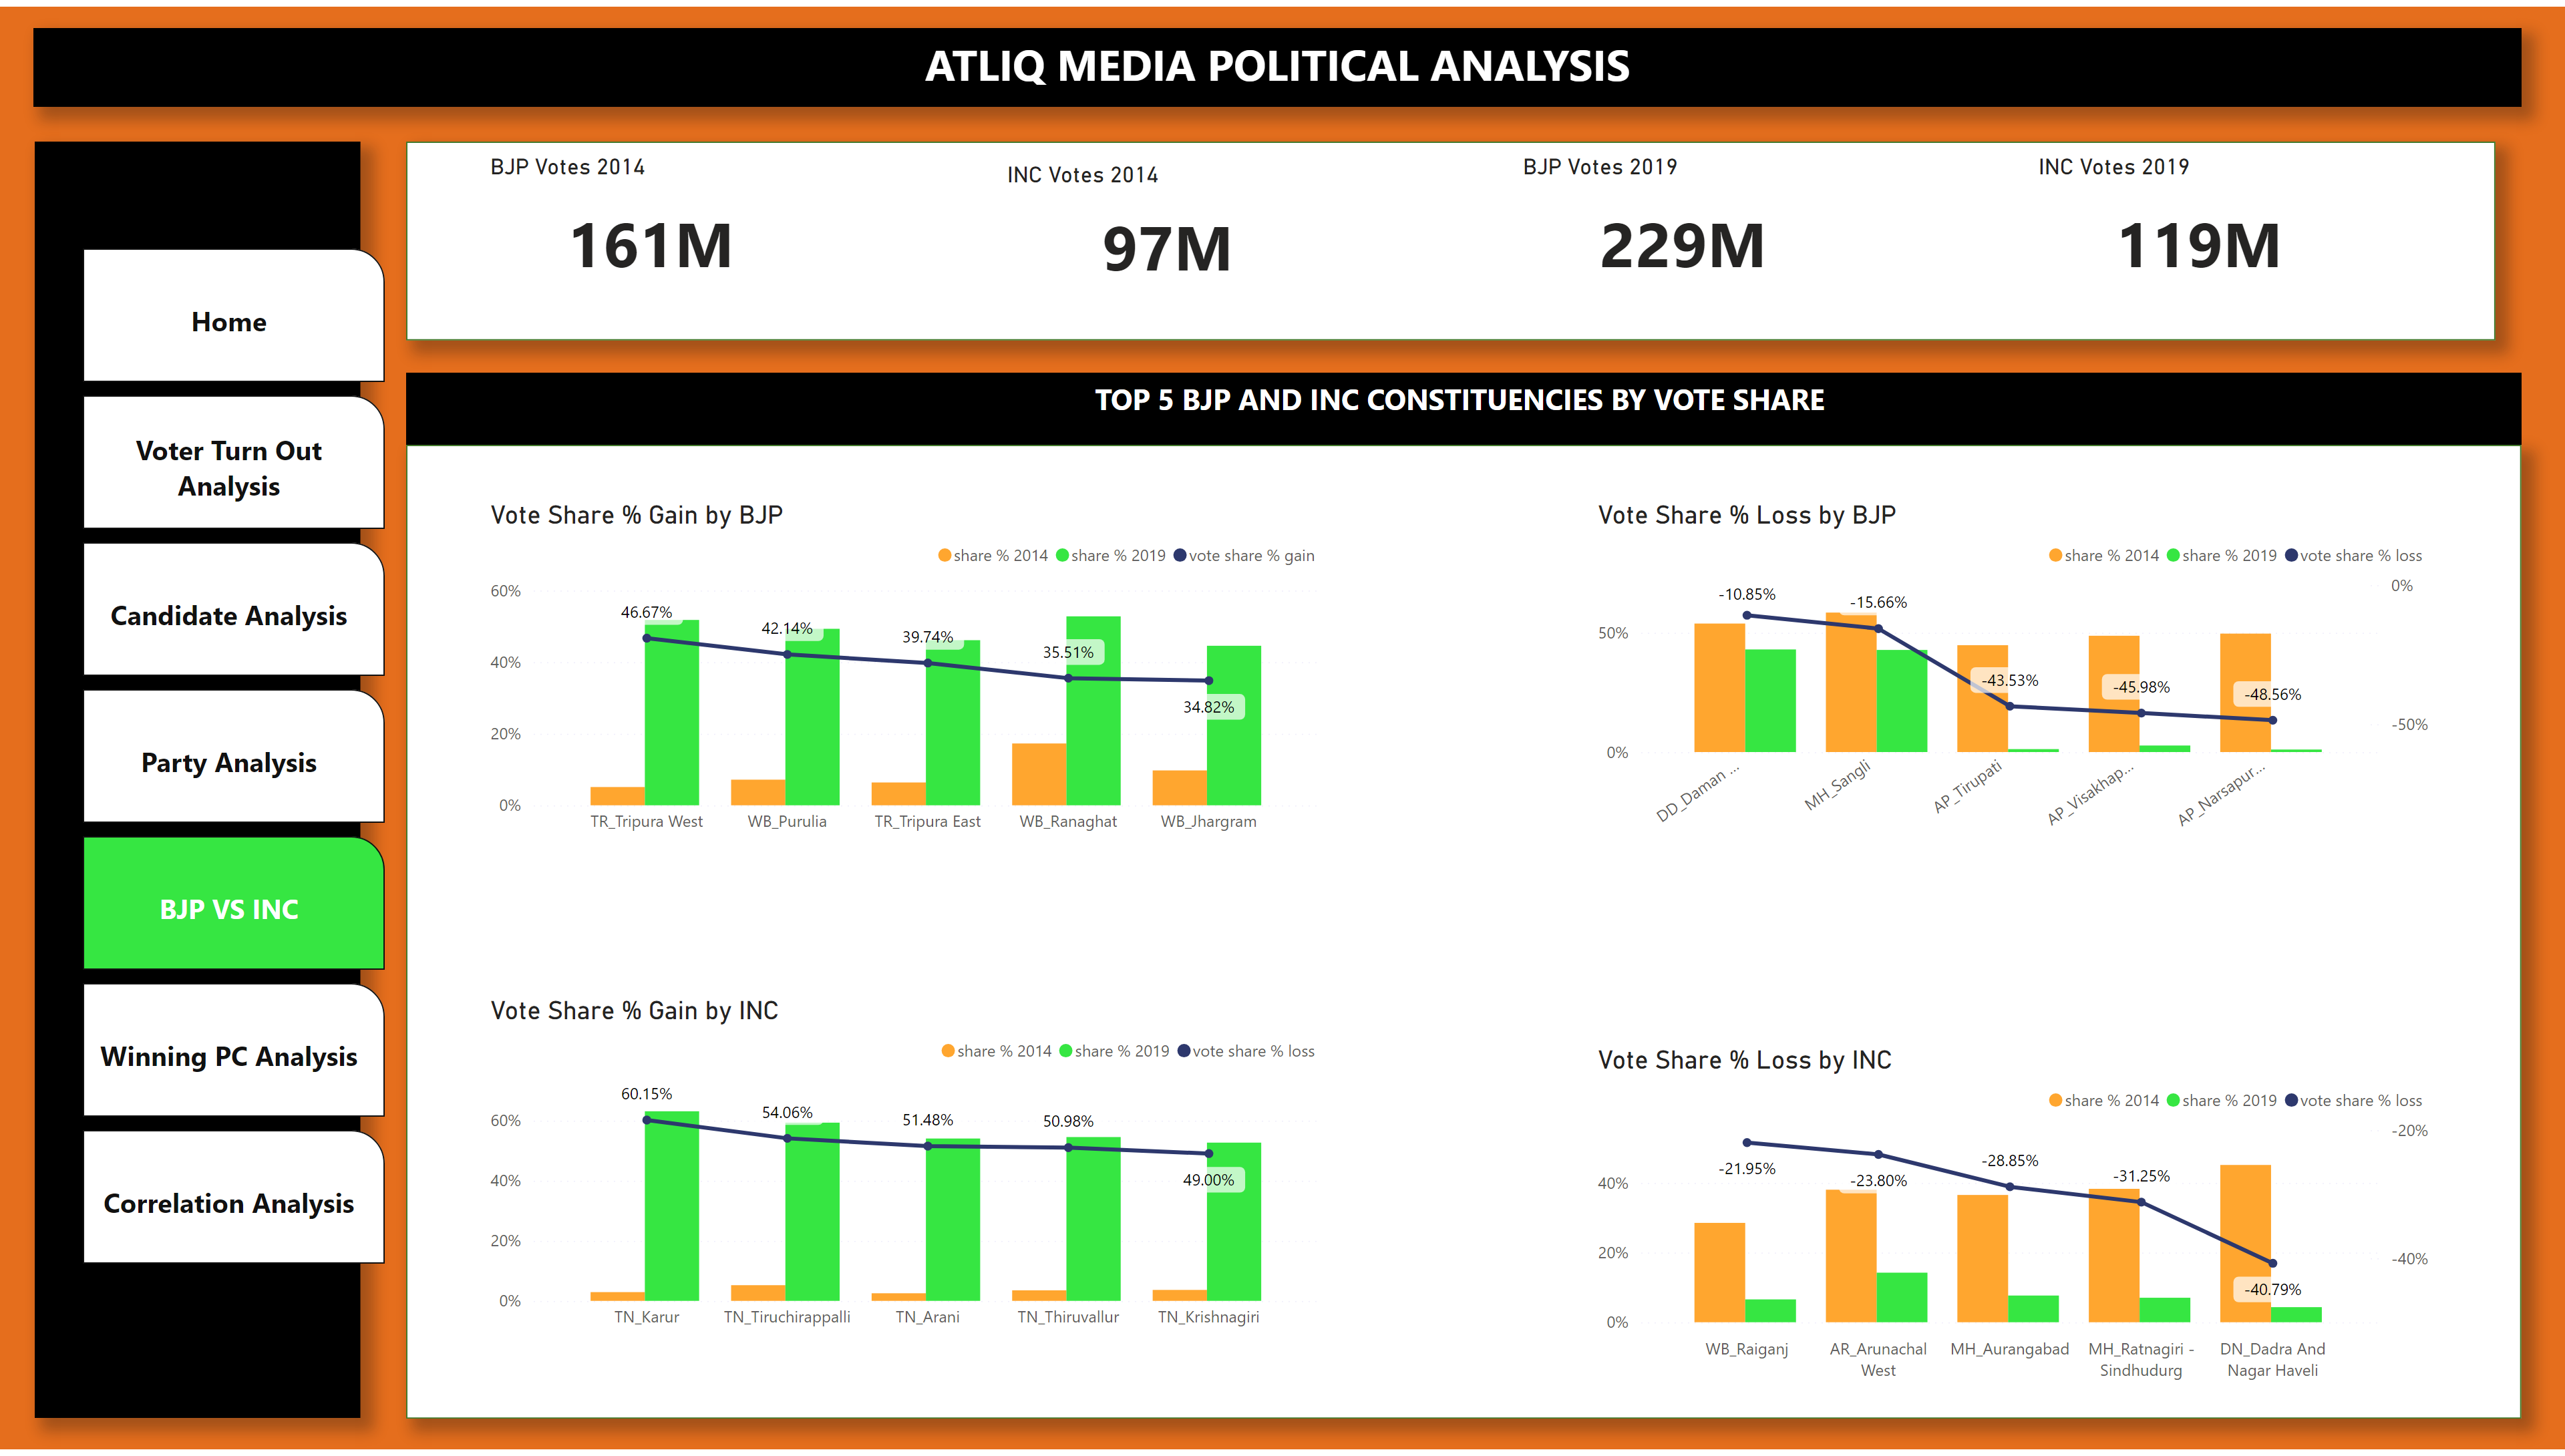 ATLIQ MEDIA POLITICAL ANALYSIS
Home
Voter Turn Out
Analysis
Candidate Analysis
Party Analysis
BJP VS INC
Winning PC Analysis
Correlation Analysis
BJP Votes 2014
161M
INC Votes 2014
97M
BJP Votes 2019
229M
INC Votes 2019
119M
TOP 5 BJP AND INC CONSTITUENCIES BY VOTE SHARE
Vote Share % Gain by BJP
share % 2014 share % 2019 vote share % gain
60%
40%
20%
0%
46.67%
42.14%
39.74%
35.51%
34.82%
TR_Tripura West
WB_Purulia
TR_Tripura East
WB_Ranaghat
WB_Jhargram
Vote Share % Loss by BJP
share % 2014 share % 2019 vote share % loss
50%
0%
0%
-50%
-10.85%
-15.66%
-43.53%
-45.98%
-48.56%
DD_Daman ...
MH_Sangli
AP_Tirupati
AP_Visakhap...
AP_Narsapur...
Vote Share % Gain by INC
share % 2014 share % 2019 vote share % loss
60%
40%
20%
0%
60.15%
54.06%
51.48%
50.98%
49.00%
TN_Karur
TN_Tiruchirappalli
TN_Arani
TN_Thiruvallur
TN_Krishnagiri
Vote Share % Loss by INC
share % 2014 share % 2019 vote share % loss
40%
20%
0%
-20%
-40%
-21.95%
-23.80%
-28.85%
-31.25%
-40.79%
WB_Raiganj
AR_Arunachal
West
MH_Aurangabad
MH_Ratnagiri -
Sindhudurg
DN_Dadra And
Nagar Haveli